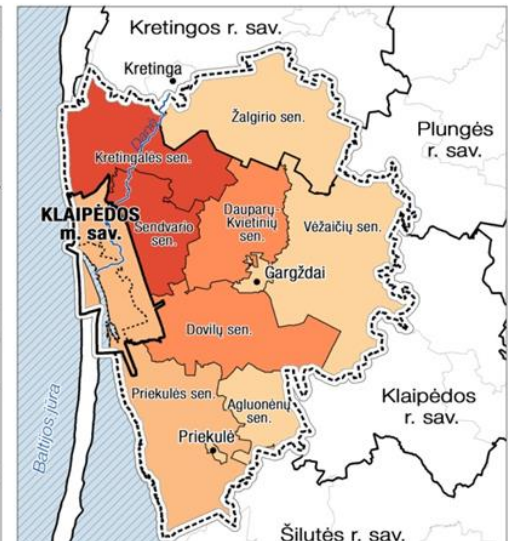 Kretingos r. sav.
Kretinga
Žalgirio sen.
Plungės
r. sav.
Danė
Kretingalės sen.
KLAIPĖDOS
m. sav.
Sendvario
sen.
Dauparų-
Kvietinių
sen.
Vėžaičių sen.
Gargždai
Dovilų sen.
Priekulės sen.
Agluonėnų
sen.
Klaipėdos
r. sav.
Priekulė
Baltijos jūra
Šilutės r. sav.